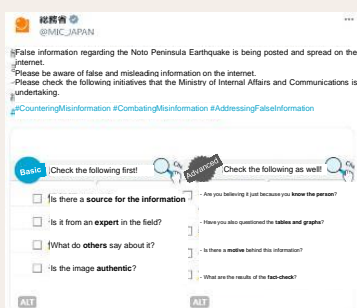 総務省
@MIC_JAPAN
False information regarding the Noto Peninsula Earthquake is being posted and spread on the
internet.
Please be aware of false and misleading information on the internet.
Please check the following initiatives that the Ministry of Internal Affairs and Communications is
undertaking.
#CounteringMisinformation #CombatingMisinformation #AddressingFalseInformation
Basic
Check the following first!
Is there a source for the information
Is it from an expert in the field?
What do others say about it?
Is the image authentic?
ALT
Advanced
Check the following as well!
- Are you believing it just because you know the person?
- Have you also questioned the tables and graphs?
- Is there a motive behind this information?
- What are the results of the fact-check?
ALT